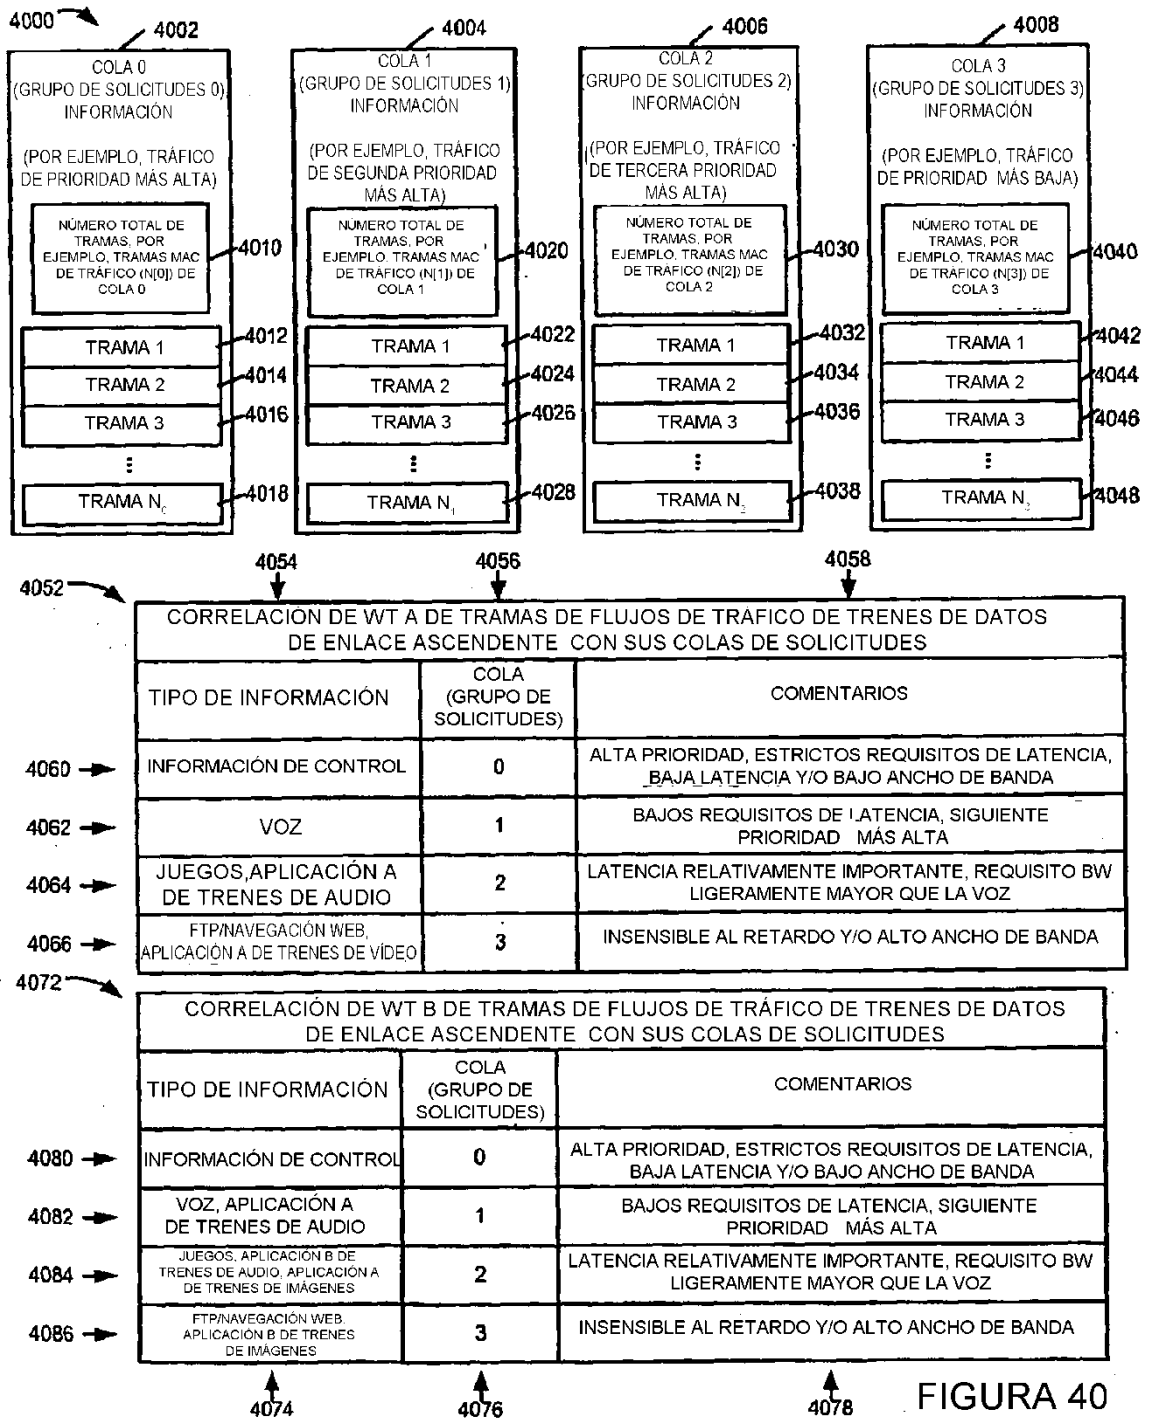 4000
4002
4004
4006
4008
COLA 0
(GRUPO DE SOLICITUDES 0)
INFORMACIÓN
(POR EJEMPLO, TRÁFICO
DE PRIORIDAD MÁS ALTA)
NÚMERO TOTAL DE
TRAMAS, POR
EJEMPLO, TRAMAS MAC
DE TRÁFICO (N[0]) DE
COLA 0
4010
TRAMA 1
4012
TRAMA 2
4014
TRAMA 3
4016
TRAMA N0
4018
COLA 1
(GRUPO DE SOLICITUDES 1)
INFORMACIÓN
(POR EJEMPLO, TRÁFICO
DE SEGUNDA PRIORIDAD
MÁS ALTA)
NÚMERO TOTAL DE
TRAMAS, POR
EJEMPLO, TRAMAS MAC
DE TRÁFICO (N[1]) DE
COLA 1
4020
TRAMA 1
4022
TRAMA 2
4024
TRAMA 3
4026
TRAMA N1
4028
COLA 2
(GRUPO DE SOLICITUDES 2)
INFORMACIÓN
(POR EJEMPLO, TRÁFICO
DE TERCERA PRIORIDAD
MÁS ALTA)
NÚMERO TOTAL DE
TRAMAS, POR
EJEMPLO, TRAMAS MAC
DE TRÁFICO (N[2]) DE
COLA 2
4030
TRAMA 1
4032
TRAMA 2
4034
TRAMA 3
4036
TRAMA N2
4038
COLA 3
(GRUPO DE SOLICITUDES 3)
INFORMACIÓN
(POR EJEMPLO, TRÁFICO
DE PRIORIDAD MÁS BAJA)
NÚMERO TOTAL DE
TRAMAS, POR
EJEMPLO, TRAMAS MAC
DE TRÁFICO (N[3]) DE
COLA 3
4040
TRAMA 1
4042
TRAMA 2
4044
TRAMA 3
4046
TRAMA N3
4048
4052
4054
4056
4058
CORRELACIÓN DE WT A DE TRAMAS DE FLUJOS DE TRÁFICO DE TRENES DE DATOS
DE ENLACE ASCENDENTE CON SUS COLAS DE SOLICITUDES
TIPO DE INFORMACIÓN
COLA
(GRUPO DE
SOLICITUDES)
COMENTARIOS
4060
INFORMACIÓN DE CONTROL
0
ALTA PRIORIDAD, ESTRICTOS REQUISITOS DE LATENCIA,
BAJA LATENCIA Y/O BAJO ANCHO DE BANDA
4062
VOZ
1
BAJOS REQUISITOS DE LATENCIA, SIGUIENTE
PRIORIDAD MÁS ALTA
4064
JUEGOS,APLICACIÓN A
DE TRENES DE AUDIO
2
LATENCIA RELATIVAMENTE IMPORTANTE, REQUISITO BW
LIGERAMENTE MAYOR QUE LA VOZ
4066
FTP/NAVEGACIÓN WEB,
APLICACIÓN A DE TRENES DE VÍDEO
3
INSENSIBLE AL RETARDO Y/O ALTO ANCHO DE BANDA
4072
CORRELACIÓN DE WT B DE TRAMAS DE FLUJOS DE TRÁFICO DE TRENES DE DATOS
DE ENLACE ASCENDENTE CON SUS COLAS DE SOLICITUDES
TIPO DE INFORMACIÓN
COLA
(GRUPO DE
SOLICITUDES)
COMENTARIOS
4080
INFORMACIÓN DE CONTROL
0
ALTA PRIORIDAD, ESTRICTOS REQUISITOS DE LATENCIA,
BAJA LATENCIA Y/O BAJO ANCHO DE BANDA
4082
VOZ, APLICACIÓN A
DE TRENES DE AUDIO
1
BAJOS REQUISITOS DE LATENCIA, SIGUIENTE
PRIORIDAD MÁS ALTA
4084
JUEGOS, APLICACIÓN B DE
TRENES DE AUDIO, APLICACIÓN A
DE TRENES DE IMÁGENES
2
LATENCIA RELATIVAMENTE IMPORTANTE, REQUISITO BW
LIGERAMENTE MAYOR QUE LA VOZ
4086
FTP/NAVEGACIÓN WEB.
APLICACIÓN B DE TRENES
DE IMÁGENES
3
INSENSIBLE AL RETARDO Y/O ALTO ANCHO DE BANDA
4074
4076
4078
FIGURA 40